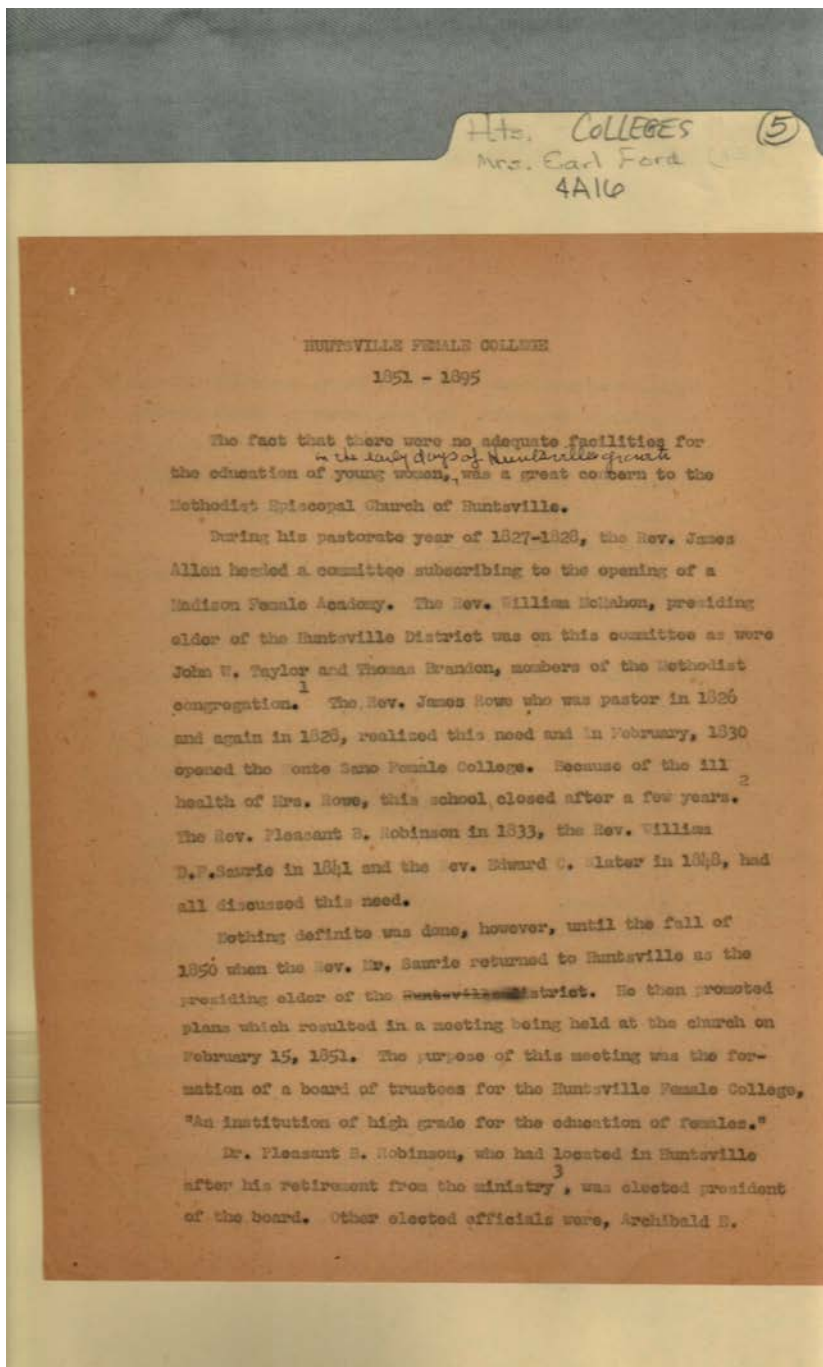 Hts. COLLEGES (5)
Mrs. Earl Ford
4A16
HUNTSVILLE FEMALE COLLEGE
1851 - 1895
The fact that there were no adequate facilities for
in the early days of Huntsville's growth
the education of young women, was a great concern to the
Methodist Episcopal Church of Huntsville.
During his pastorate year of 1827-1828, the Rev. James
Allen headed a committee subscribing to the opening of a
Madison Female Academy. The Rev. William McMahon, presiding
elder of the Huntsville District was on this committee as were
John W. Taylor and Thomas Brandon, members of the Methodist
congregation. 1 The Rev. James Rowe who was pastor in 1826
and again in 1828, realized this need and in February, 1830
opened the Monte Sano Female College. Because of the ill
health of Mrs. Rowe, this school closed after a few years. 2
The Rev. Pleasant B. Robinson in 1833, the Rev. William
D.F.Sawrie in 1841 and the Rev. Edward C. Slater in 1848, had
all discussed this need.
Nothing definite was done, however, until the fall of
1850 when the Rev. Mr. Sawrie returned to Huntsville as the
presiding elder of the Huntsville District. He then promoted
plans which resulted in a meeting being held at the church on
February 15, 1851. The purpose of this meeting was the for-
mation of a board of trustees for the Huntsville Female College,
"An institution of high grade for the education of females."
Dr. Pleasant B. Robinson, who had located in Huntsville
after his retirement from the ministry 3, was elected president
of the board. Other elected officials were, Archibald E.